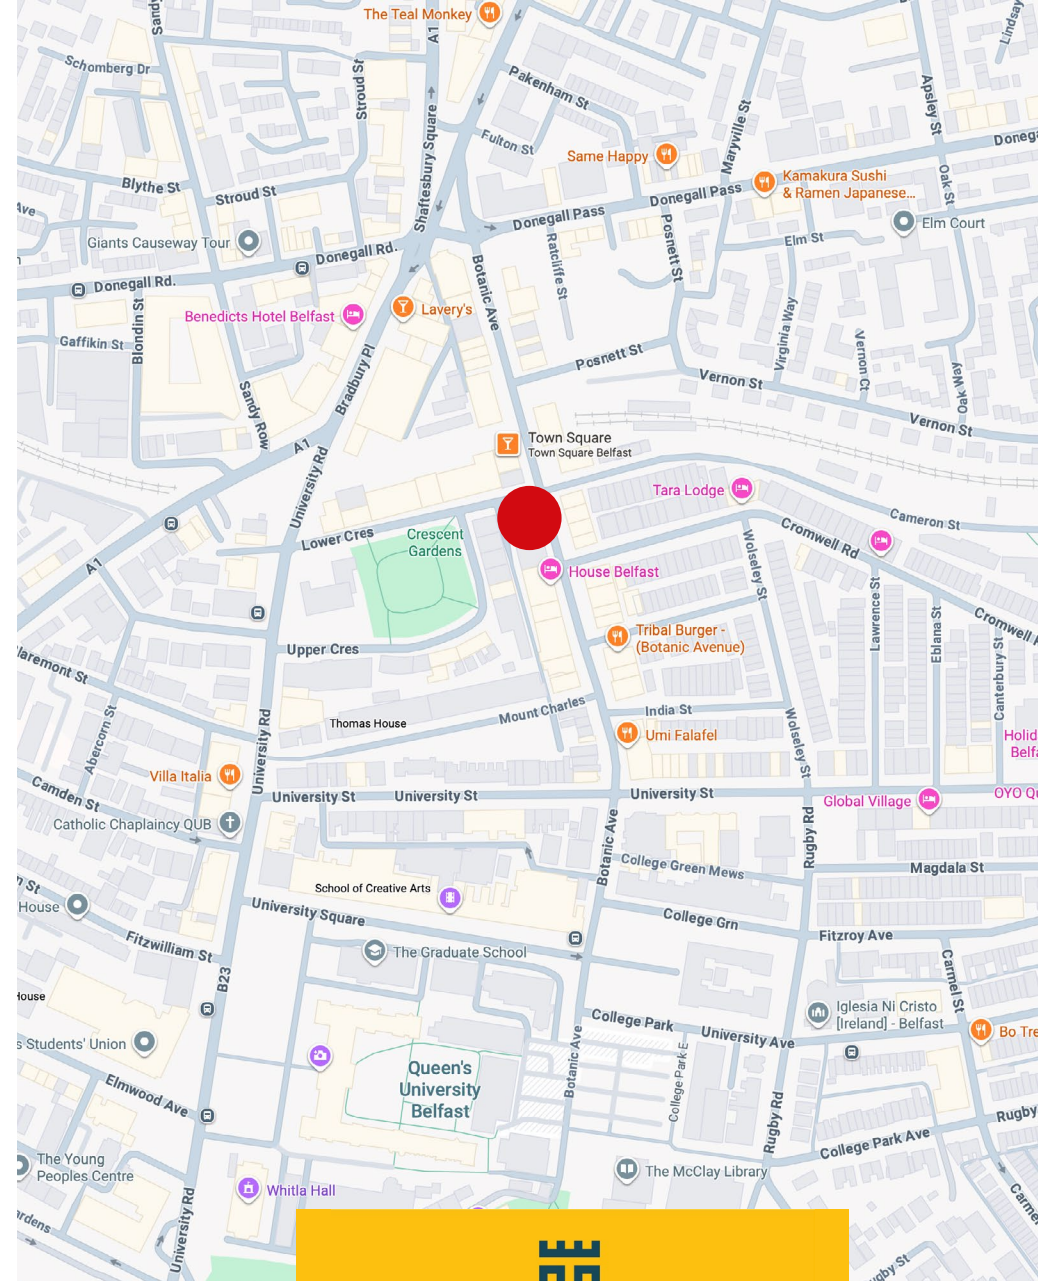 The Teal Monkey
A1
Sandy
Schomberg Dr
Stroud St
Pakenham St
Lindsay
Apsley St
Shaftesbury Square
Fulton St
Maryville St
Same Happy
Donegall Pass
Kamakura Sushi
& Ramen Japanese...
Oak St
Blythe St
Stroud St
Ave
Donegall Pass
Posnett St
Elm St
Elm Court
Giants Causeway Tour
Donegall Rd.
Botanic Ave
Ratcliffe St
Donegall Rd.
Benedicts Hotel Belfast
Lavery's
Blondin St
Gaffikin St
Virginia Way
Vernon Ct
Oak Way
Posnett St
Vernon St
Bradbury Pl
Sandy Row
Vernon St
A1
Town Square
Town Square Belfast
University Rd
Tara Lodge
Cameron St
Lower Cres
Crescent
Gardens
Cromwell Rd
A1
Wolseley St
House Belfast
Lawrence St
Eblana St
Cromwell
Canterbury St
Tribal Burger -
(Botanic Avenue)
Upper Cres
Abercorn St
Thomas House
Mount Charles
India St
Wolseley St
University Rd
Umi Falafel
Villa Italia
Camden St
University St
University St
University St
Global Village
Catholic Chaplaincy QUB
Botanic Ave
Rugby Rd
College Green Mews
Magdala St
School of Creative Arts
House
University Square
College Grn
Fitzroy Ave
Fitzwilliam St
The Graduate School
Carmel St
B23
House
Iglesia Ni Cristo
[Ireland] - Belfast
College Park
University Ave
Students' Union
Botanic Ave
College Park E
Queen's
University
Belfast
Elmwood Ave
Rugby Rd
Rugby
College Park Ave
The Young
Peoples Centre
The McClay Library
Whitla Hall
University Rd